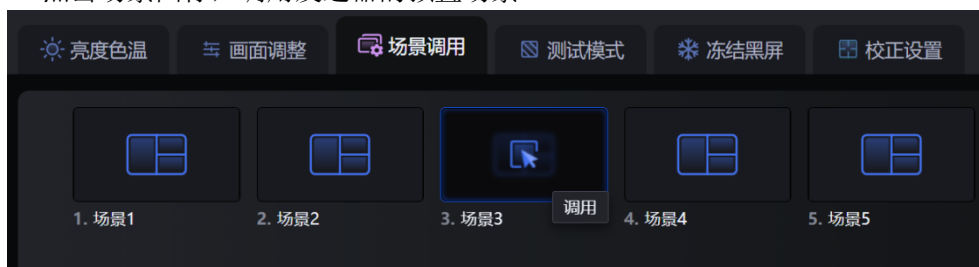 亮度色温 画面调整 场景调用 测试模式 冻结黑屏 校正设置
调用
1. 场景1 2. 场景2 3. 场景3 4. 场景4 5. 场景5